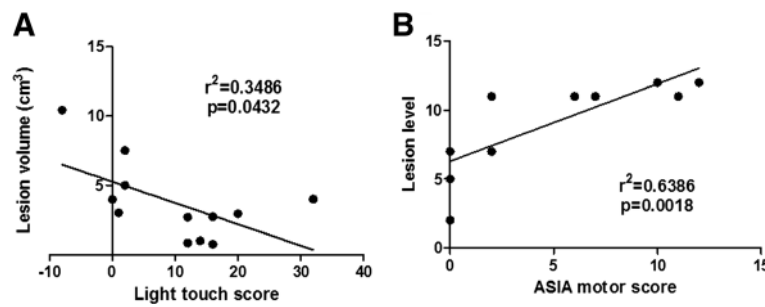 A
Lesion volume (cm³)
15
10
5
r²=0.3486
p=0.0432
-10 0 10 20 30 40
Light touch score
B
Lesion level
15
10
5
0
r²=0.6386
p=0.0018
0 5 10 15
ASIA motor score